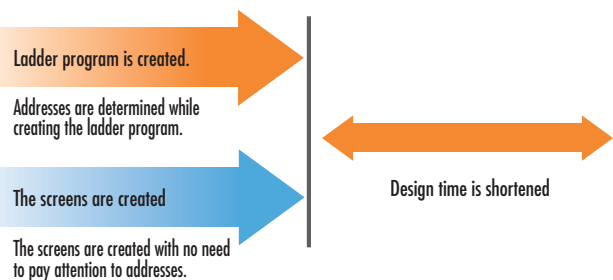 Ladder program is created.
Addresses are determined while
creating the ladder program.
The screens are created
The screens are created with no need
to pay attention to addresses.
Design time is shortened